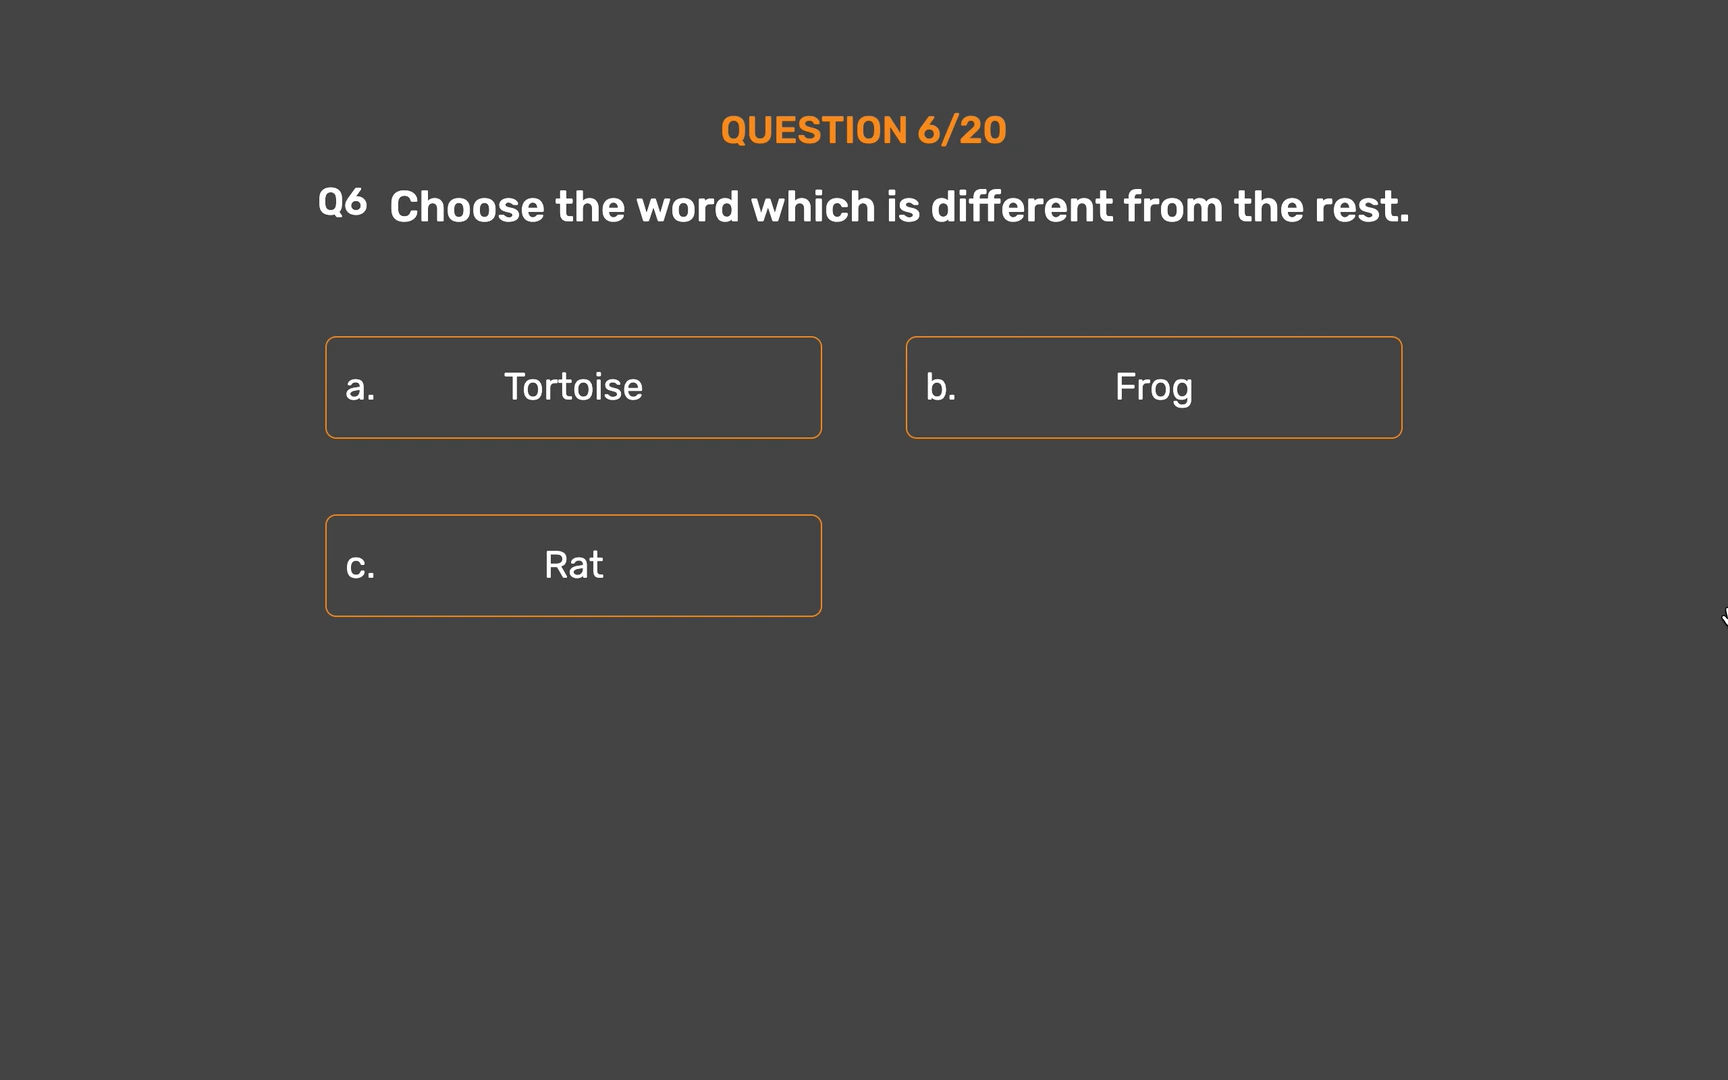 QUESTION 6/20
Q6 Choose the word which is different from the rest.
a. Tortoise
b. Frog
c. Rat